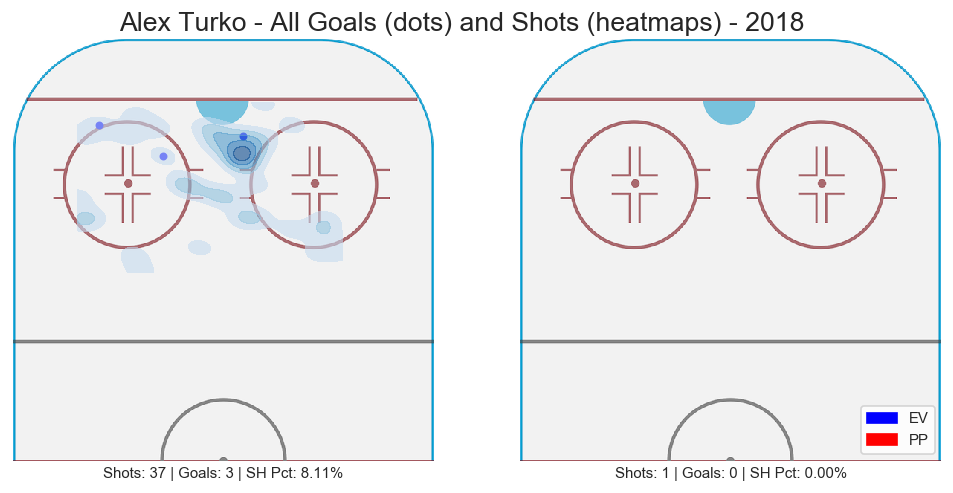 Alex Turko - All Goals (dots) and Shots (heatmaps) - 2018
EV
PP
Shots: 37 | Goals: 3 | SH Pct: 8.11%
Shots: 1 | Goals: 0 | SH Pct: 0.00%